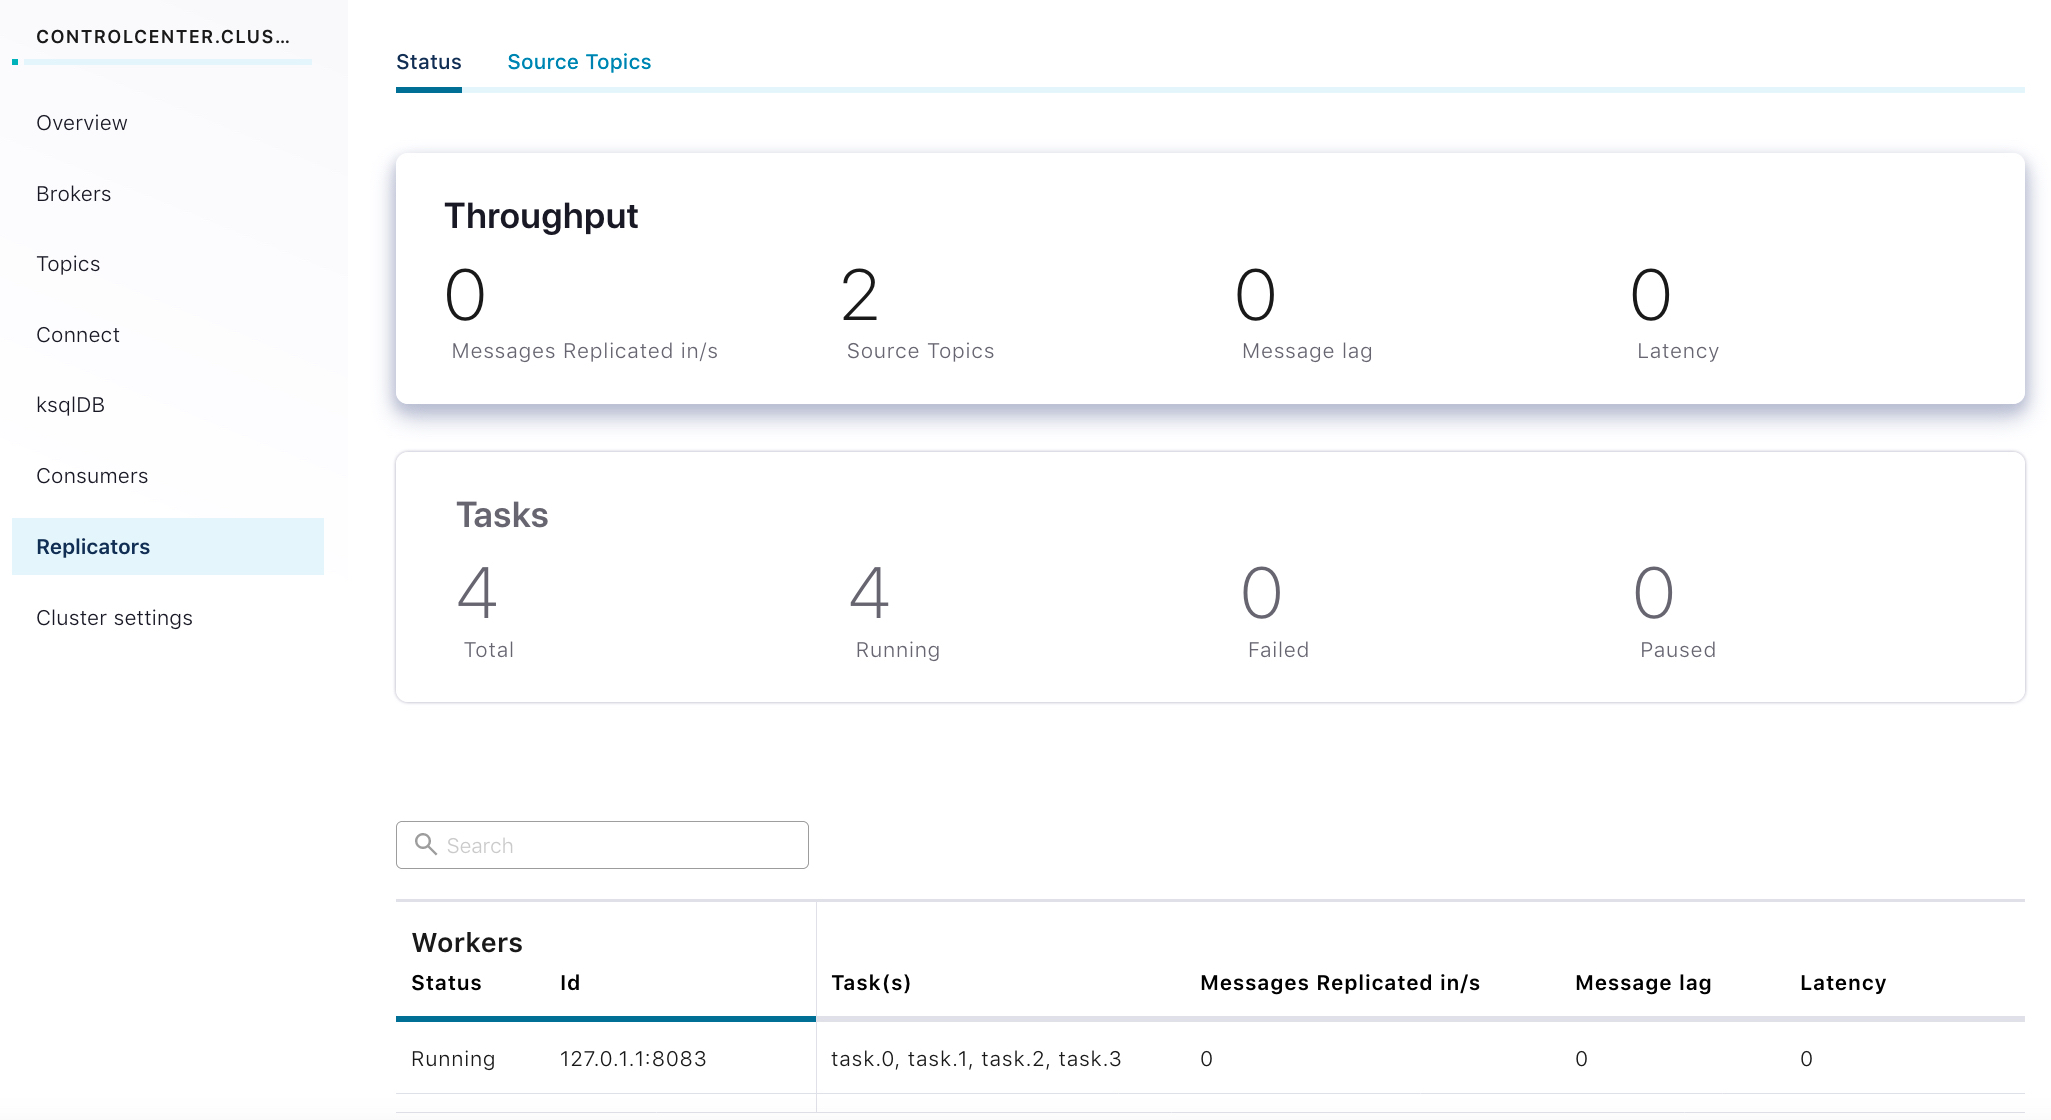 CONTROLCENTER.CLUS...
Overview
Brokers
Topics
Connect
ksqlDB
Consumers
Replicators
Cluster settings
Status Source Topics
Throughput
0 2 0 0
Messages Replicated in/s Source Topics Message lag Latency
Tasks
4 4 0 0
Total Running Failed Paused
Search
Workers
Status Id Task(s) Messages Replicated in/s Message lag Latency
Running 127.0.1.1:8083 task.0, task.1, task.2, task.3 0 0 0